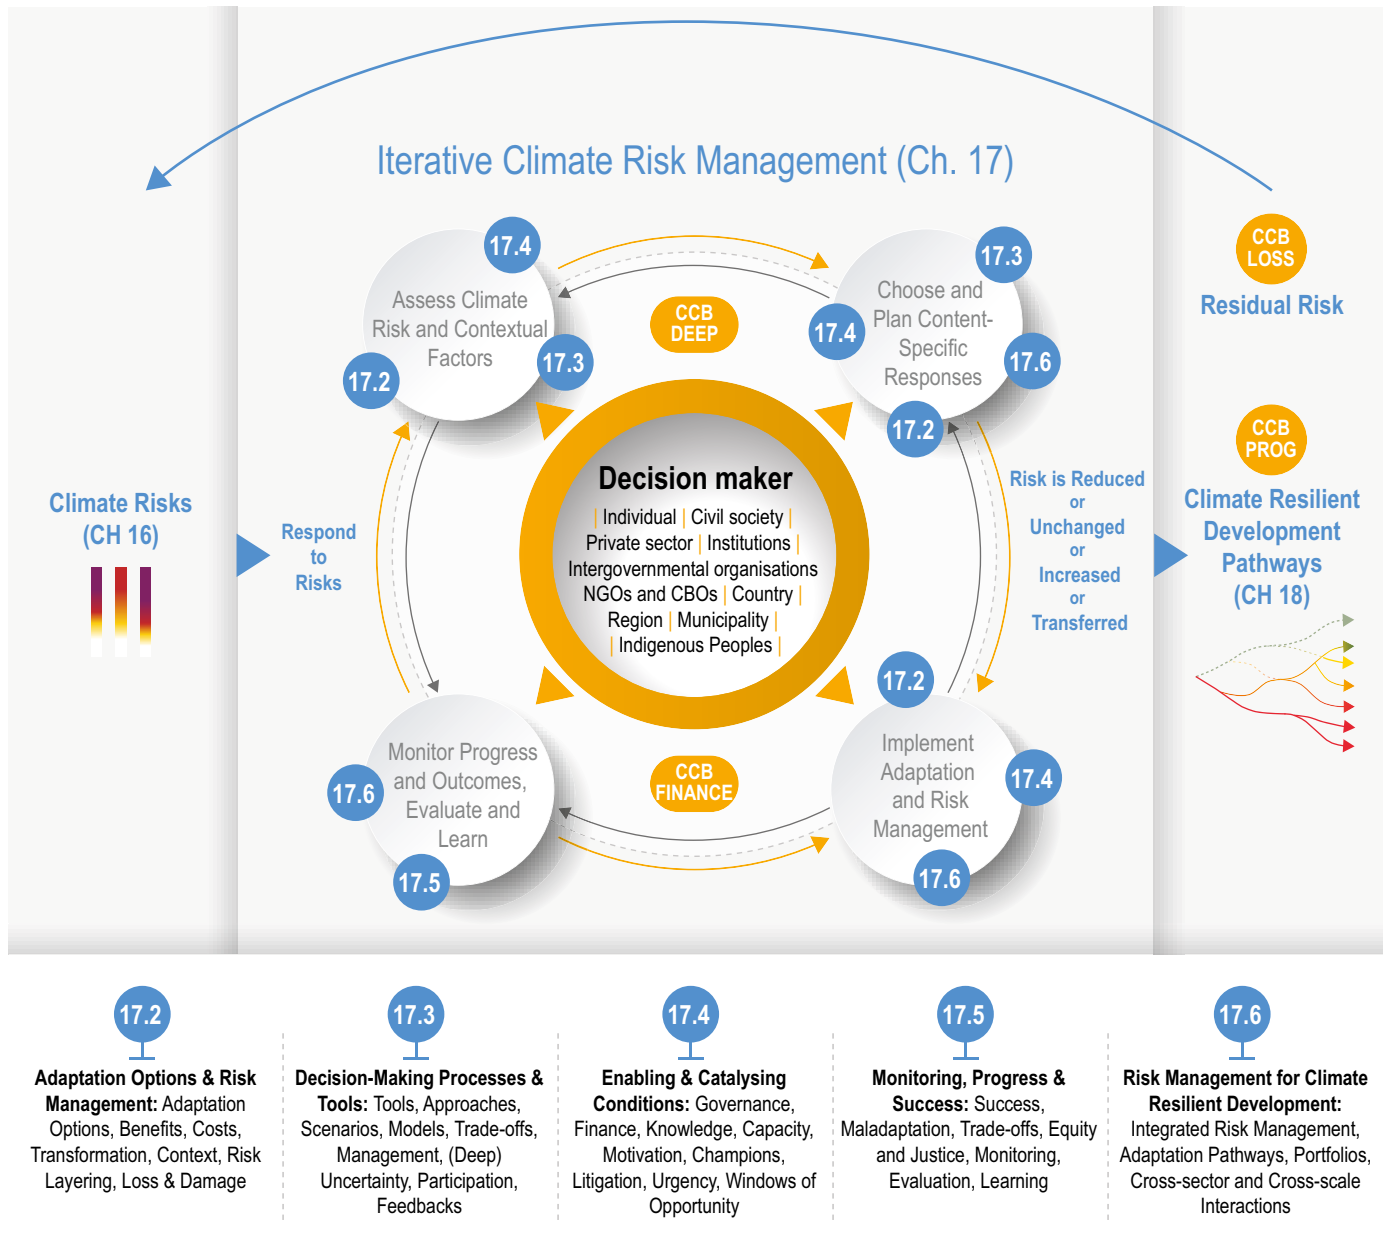 Iterative Climate Risk Management (Ch. 17)
17.4
Assess Climate
Risk and Contextual
Factors
17.3
17.2
CCB
DEEP
17.3
Choose and
Plan Content-
Specific
Responses
17.4
17.6
17.2
CCB
LOSS
Residual Risk
CCB
PROG
Climate Resilient
Development
Pathways
(CH 18)
Climate Risks
(CH 16)
Respond
to
Risks
Decision maker
| Individual | Civil society |
Private sector | Institutions |
Intergovernmental organisations
NGOs and CBOs | Country |
Region | Municipality |
| Indigenous Peoples |
Risk is Reduced
or
Unchanged
or
Increased
or
Transferred
Monitor Progress
and Outcomes,
Evaluate and
Learn
17.6
17.5
CCB
FINANCE
17.2
Implement
Adaptation
and Risk
Management
17.4
17.6
17.2
Adaptation Options & Risk
Management: Adaptation
Options, Benefits, Costs,
Transformation, Context, Risk
Layering, Loss & Damage
17.3
Decision-Making Processes &
Tools: Tools, Approaches,
Scenarios, Models, Trade-offs,
Management, (Deep)
Uncertainty, Participation,
Feedbacks
17.4
Enabling & Catalysing
Conditions: Governance,
Finance, Knowledge, Capacity,
Motivation, Champions,
Litigation, Urgency, Windows of
Opportunity
17.5
Monitoring, Progress &
Success: Success,
Maladaptation, Trade-offs, Equity
and Justice, Monitoring,
Evaluation, Learning
17.6
Risk Management for Climate
Resilient Development:
Integrated Risk Management,
Adaptation Pathways, Portfolios,
Cross-sector and Cross-scale
Interactions